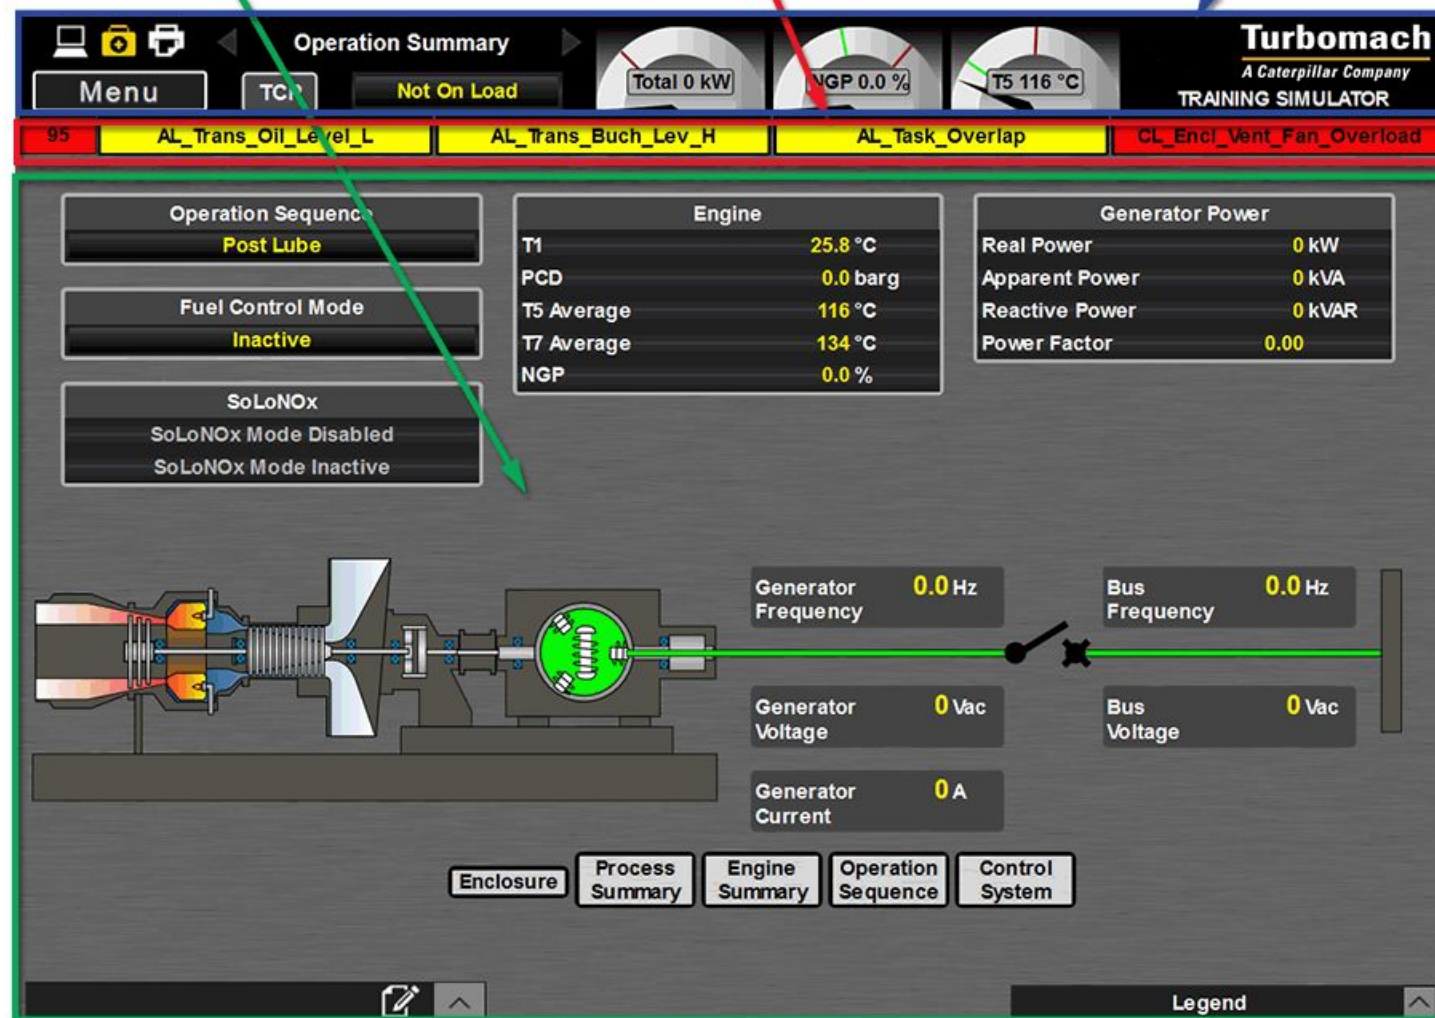 Operation Summary
Menu
TCP
Not On Load
Total 0 kW
NGP 0.0 %
T5 116 °C
Turbomach
A Caterpillar Company
TRAINING SIMULATOR
95
AL_Trans_Oil_Level_L
AL_Trans_Buch_Lev_H
AL_Task_Overlap
CL_Encl_Vent_Fan_Overload
Operation Sequence
Post Lube
Fuel Control Mode
Inactive
SoLoNOx
SoLoNOx Mode Disabled
SoLoNOx Mode Inactive
Engine
T1 25.8 °C
PCD 0.0 barg
T5 Average 116 °C
T7 Average 134 °C
NGP 0.0 %
Generator Power
Real Power 0 kW
Apparent Power 0 kVA
Reactive Power 0 kVAR
Power Factor 0.00
Generator 0.0 Hz
Frequency
Bus 0.0 Hz
Frequency
Generator 0 Vac
Voltage
Bus 0 Vac
Voltage
Generator 0 A
Current
Enclosure
Process
Summary
Engine
Summary
Operation
Sequence
Control
System
Legend